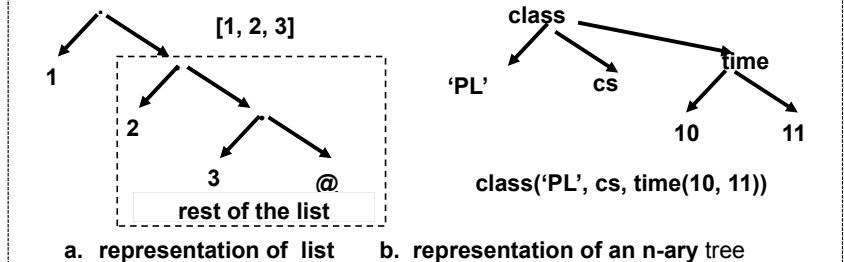 . [1, 2, 3] class
1 . ‘PL’ cs time
2 . 10 11
3 @ class(‘PL’, cs, time(10, 11))
rest of the list
a. representation of list b. representation of an n-ary tree